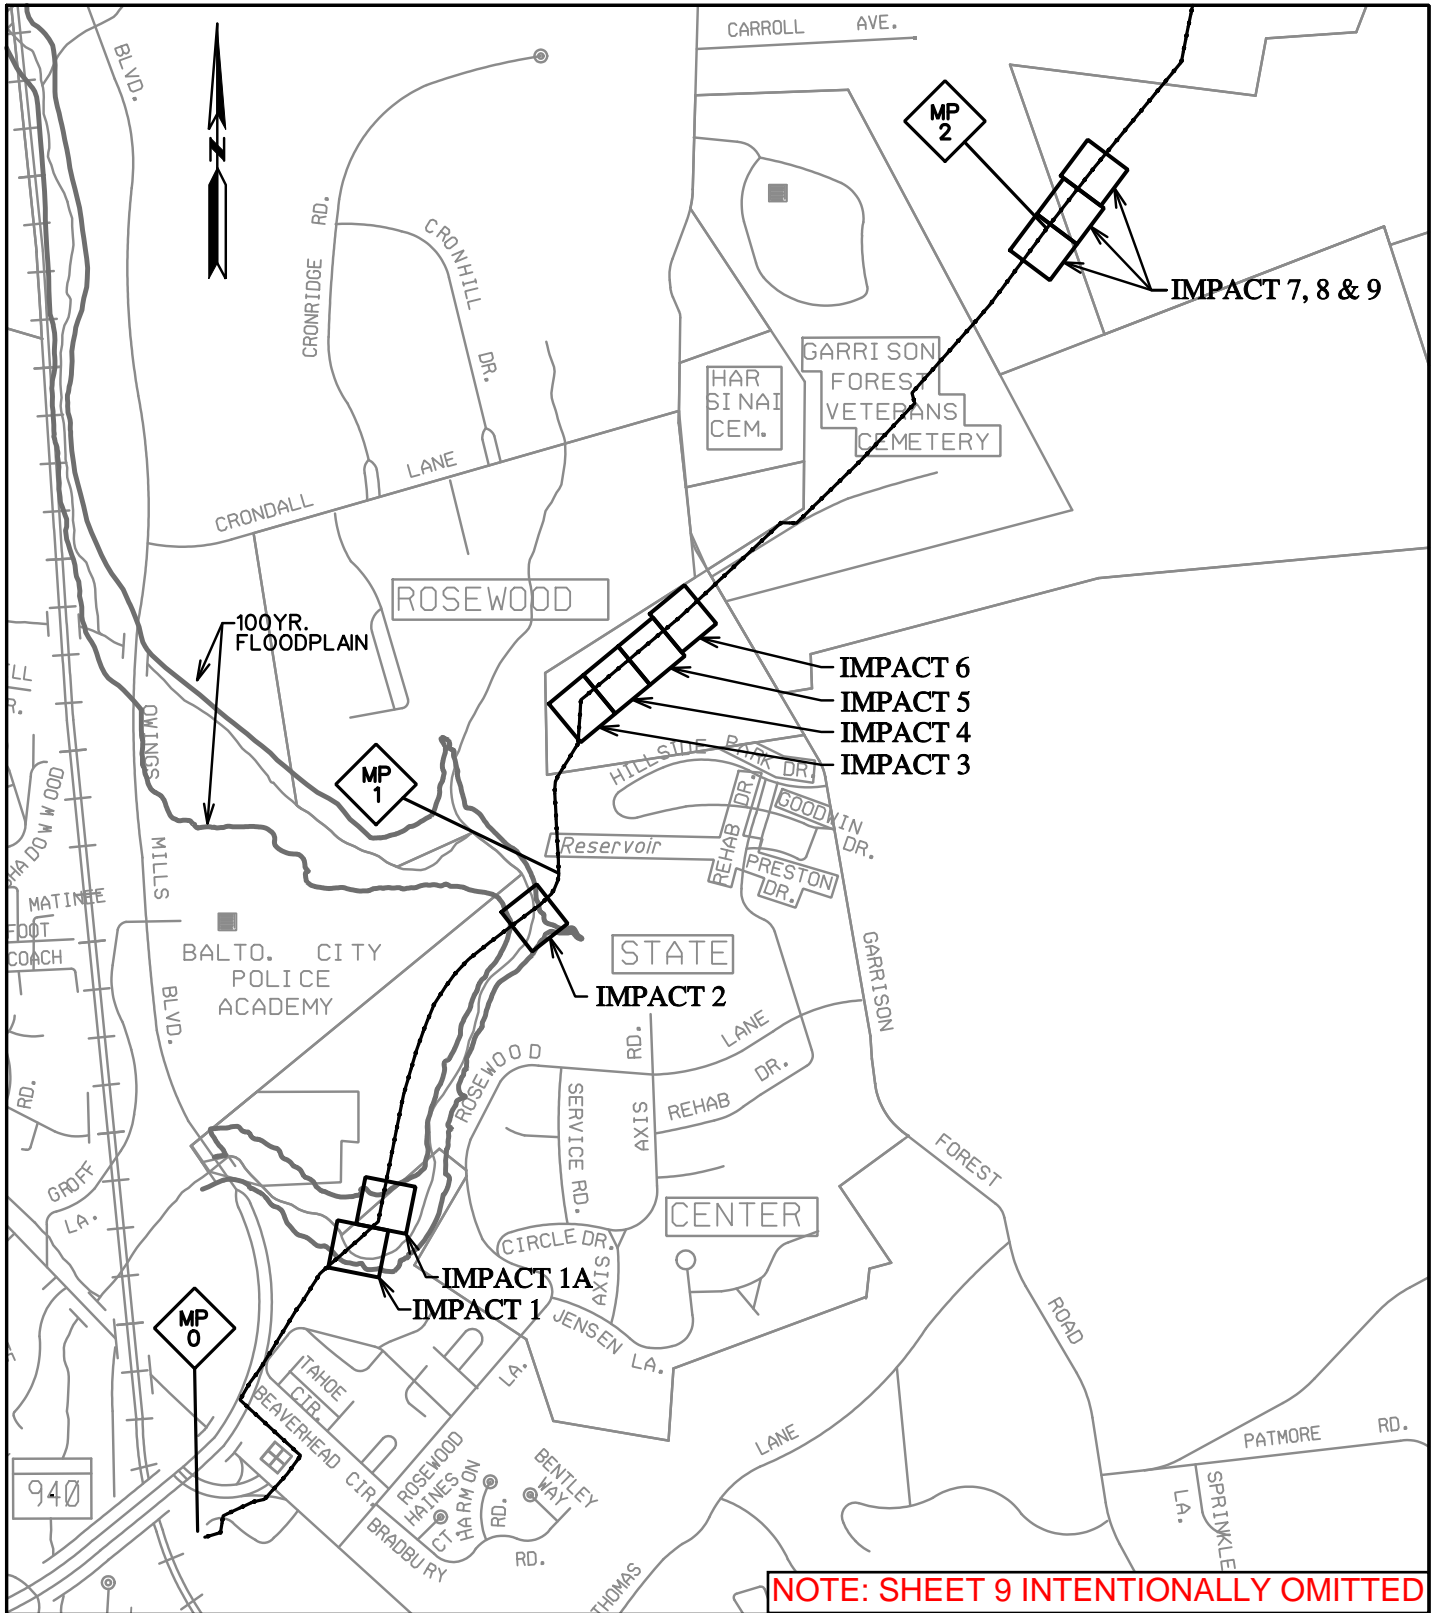 CARROLL AVE.
BLVD.
N
MP
2
CRONRIDGE RD.
CRONHILL DR.
IMPACT 7, 8 & 9
GARRISON
FOREST
VETERANS
CEMETERY
HAR
SINAI
CEM.
CRONDALL LANE
ROSEWOOD
100YR.
FLOODPLAIN
IMPACT 6
IMPACT 5
IMPACT 4
IMPACT 3
LL
R.
OWINGS MILLS BLVD.
MP
1
HILLSIDE PARK DR.
GOODWIN DR.
REHAB DR.
PRESTON
DR.
Reservoir
SHADOWWOOD
MATINEE
FOOT
COACH
BALTO. CITY
POLICE
ACADEMY
STATE
IMPACT 2
GARRISON FOREST ROAD
ROSEWOOD LANE
AXIS RD.
REHAB DR.
SERVICE RD.
RD.
GROFF
LA.
CENTER
CIRCLE DR.
AXIS
IMPACT 1A
IMPACT 1
JENSEN LA.
MP
0
TAHOE
CIR.
BEAVERHEAD CIR.
ROSEWOOD LA.
HAINES
CT.
HARMON
RD.
BENTLEY
WAY
BRADBURY RD.
THOMAS LANE
PATMORE RD.
SPRINKLE
LA.
940
NOTE: SHEET 9 INTENTIONALLY OMITTED